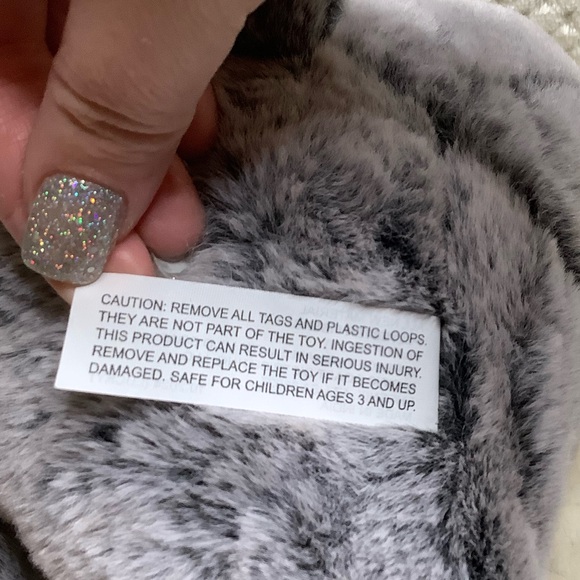 CAUTION: REMOVE ALL TAGS AND PLASTIC LOOPS.
THEY ARE NOT PART OF THE TOY. INGESTION OF
THIS PRODUCT CAN RESULT IN SERIOUS INJURY.
REMOVE AND REPLACE THE TOY IF IT BECOMES
DAMAGED. SAFE FOR CHILDREN AGES 3 AND UP.